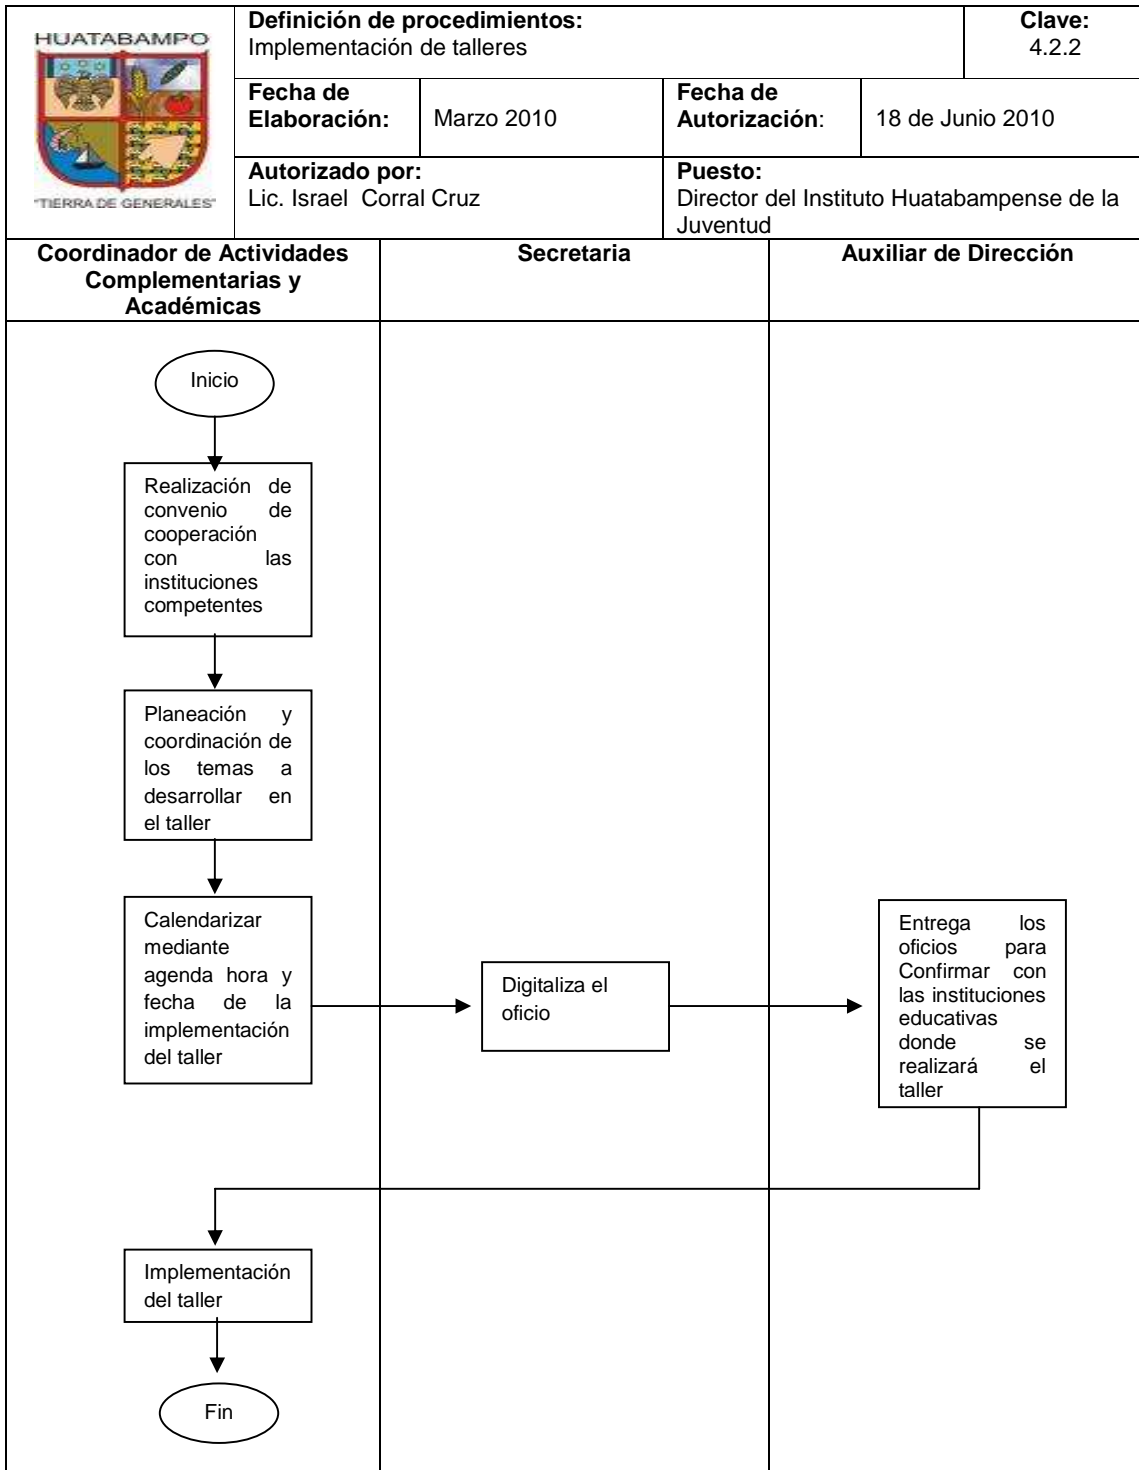 HUATABAMPO
"TIERRA DE GENERALES"
Definición de procedimientos:
Implementación de talleres
Clave:
4.2.2
Fecha de
Elaboración:
Marzo 2010
Fecha de
Autorización:
18 de Junio 2010
Autorizado por:
Lic. Israel Corral Cruz
Puesto:
Director del Instituto Huatabampense de la
Juventud
Coordinador de Actividades
Complementarias y
Académicas
Secretaria
Auxiliar de Dirección
Inicio
Realización de
convenio de
cooperación
con las
instituciones
competentes
Planeación y
coordinación de
los temas a
desarrollar en
el taller
Calendarizar
mediante
agenda hora y
fecha de la
implementación
del taller
Digitaliza el
oficio
Entrega los
oficios para
Confirmar con
las instituciones
educativas
donde se
realizará el
taller
Implementación
del taller
Fin